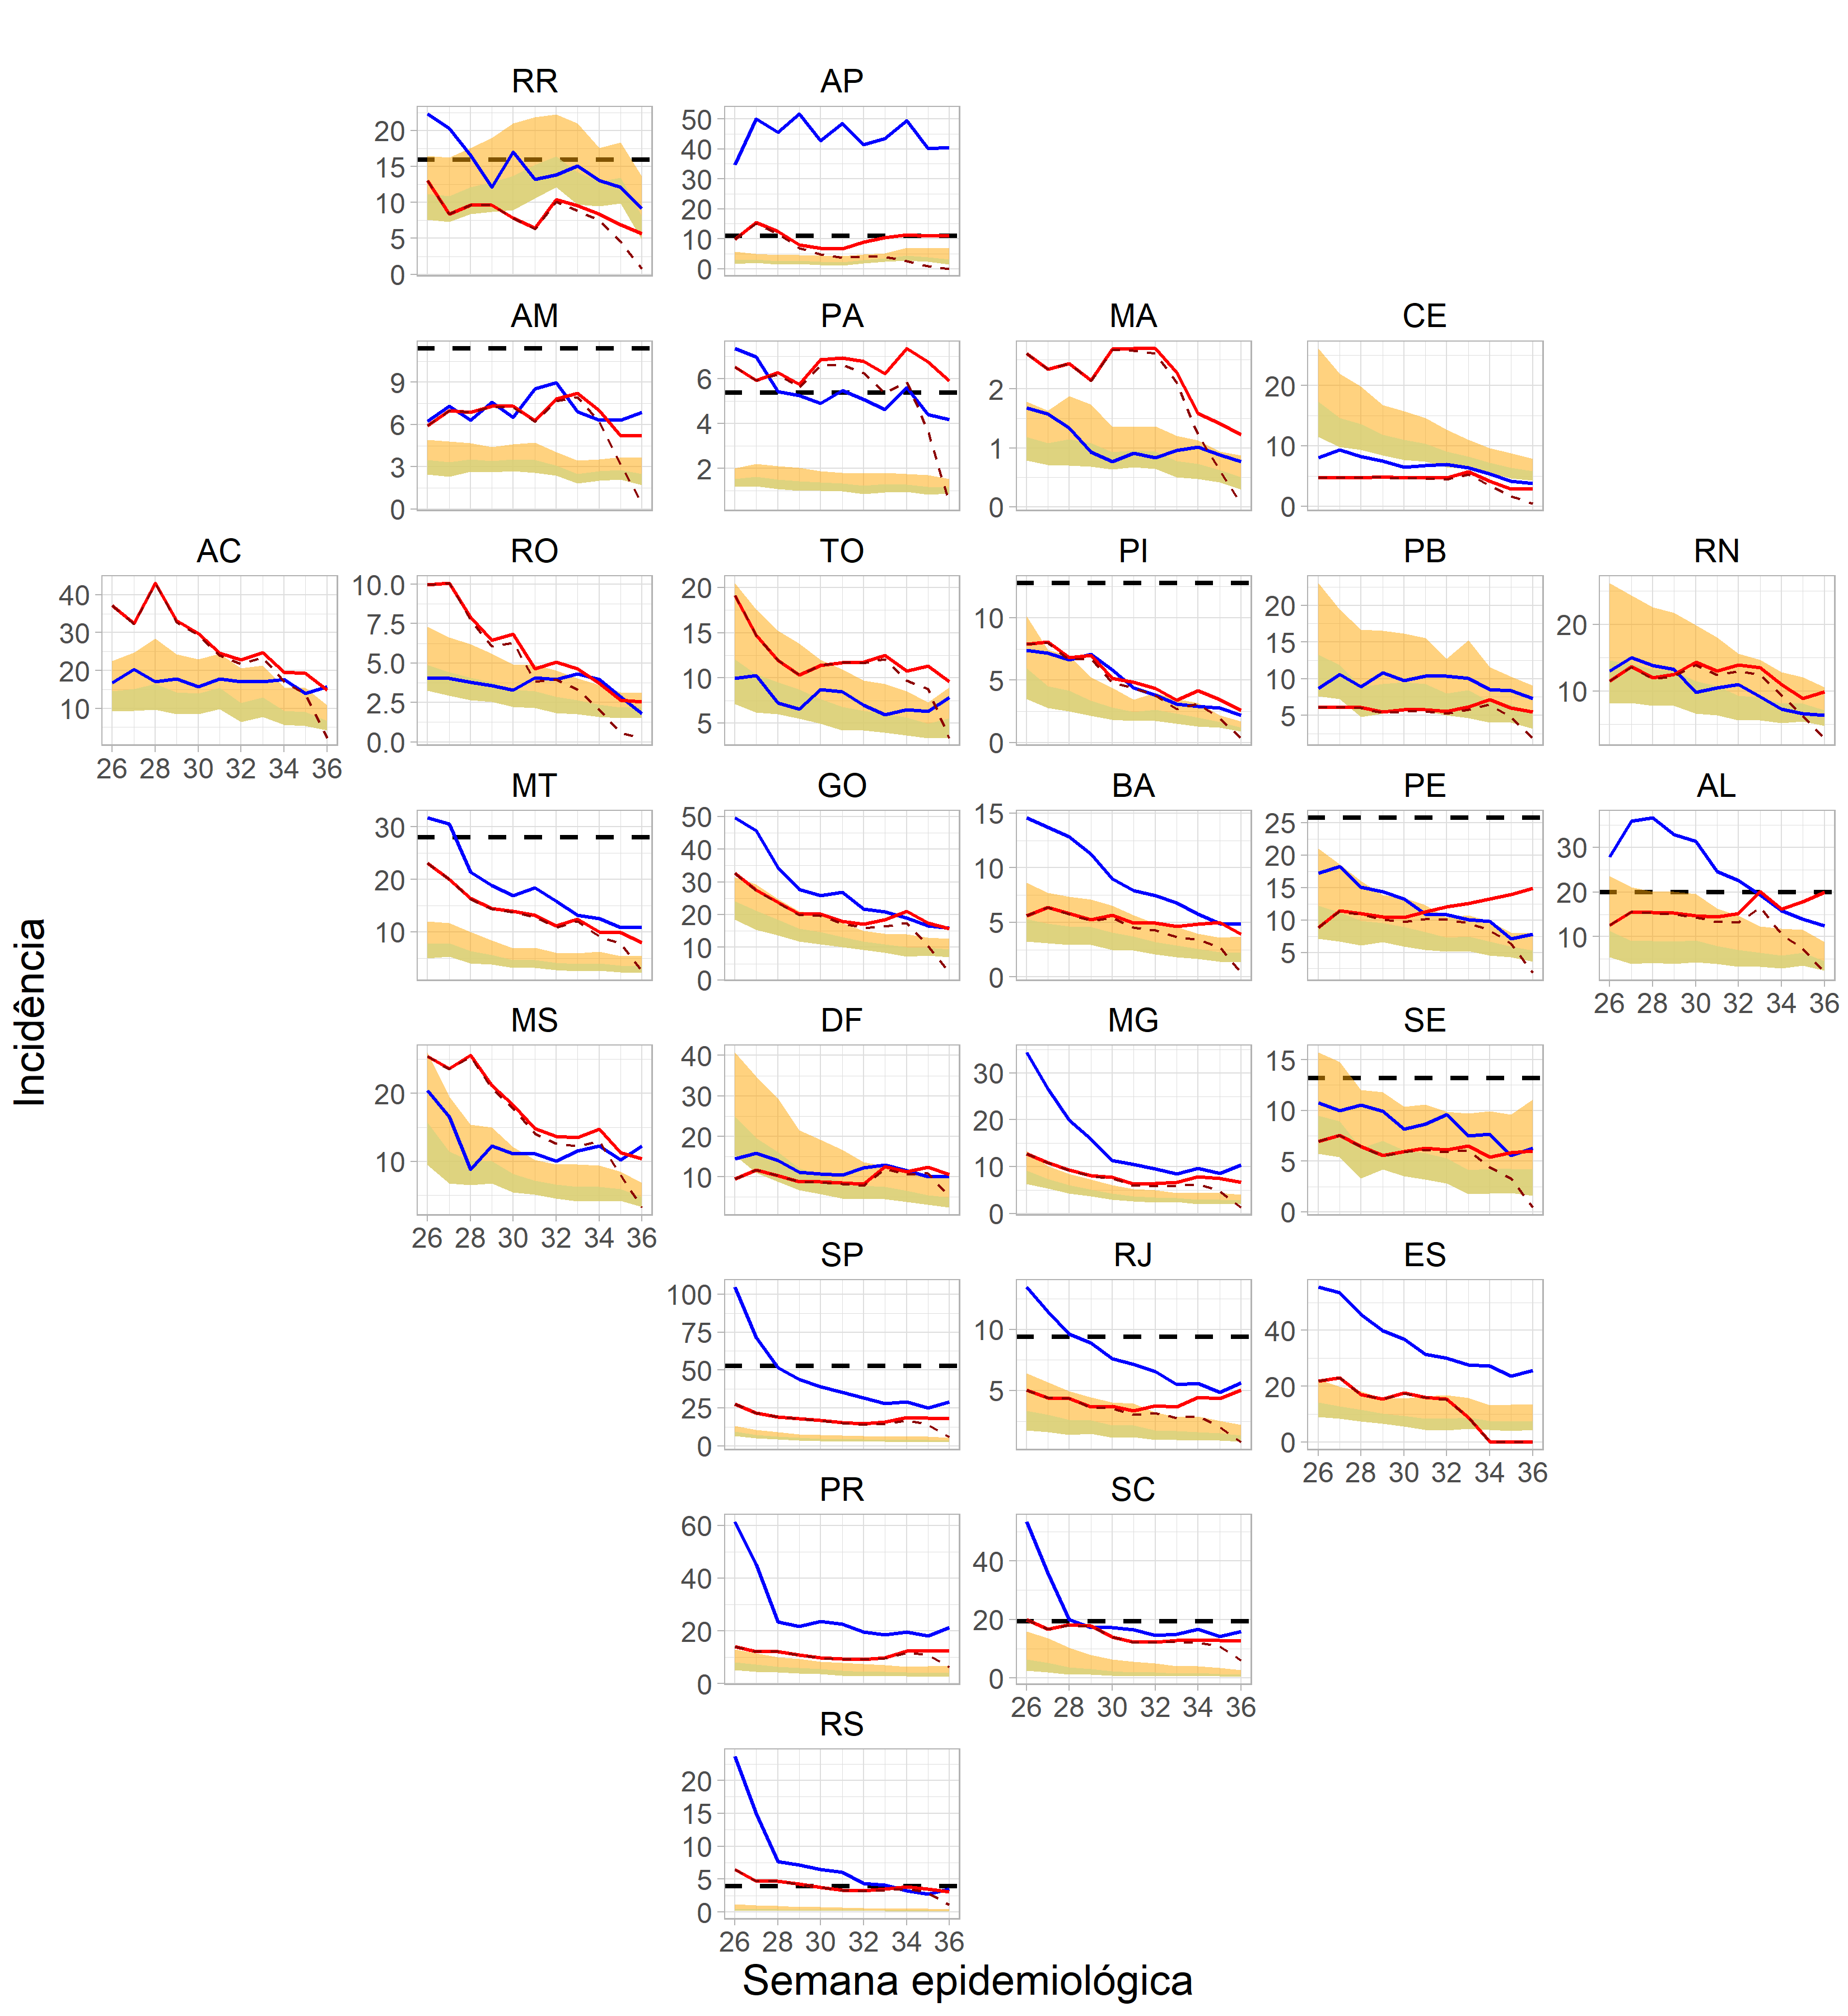 RR AP
20 15 10 5 0 50 40 30 20 10 0
AM PA MA CE
9 6 3 0 6 4 2 2 1 0 20 10 0
AC RO TO PI PB RN
40 30 20 10 10.0 7.5 5.0 2.5 0.0 20 15 10 5 10 5 0 20 15 10 5 20 10
26 28 30 32 34 36
MT GO BA PE AL
30 20 10 50 40 30 20 10 0 15 10 5 0 25 20 15 10 5 30 20 10
26 28 30 32 34 36
MS DF MG SE
20 10 40 30 20 10 30 20 10 0 15 10 5 0
26 28 30 32 34 36
SP RJ ES
100 75 50 25 0 10 5 40 20 0
26 28 30 32 34 36
PR SC
60 40 20 0 40 20 0
26 28 30 32 34 36
RS
20 15 10 5 0
26 28 30 32 34 36
Incidência
Semana epidemiológica